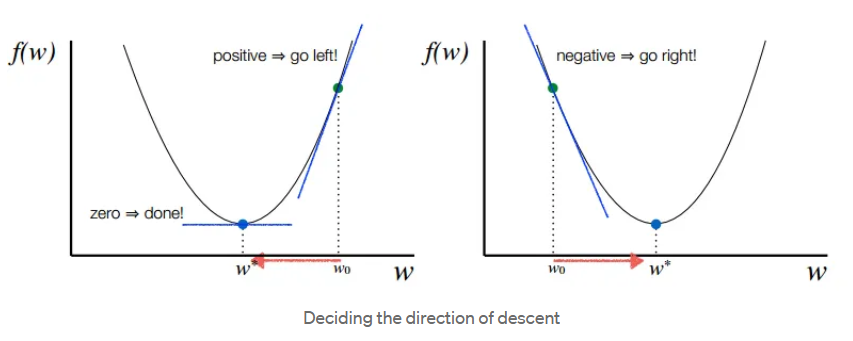 f(w)
positive ⇒ go left!
zero ⇒ done!
w*
w₀
w
f(w)
negative ⇒ go right!
w₀
w*
w
Deciding the direction of descent